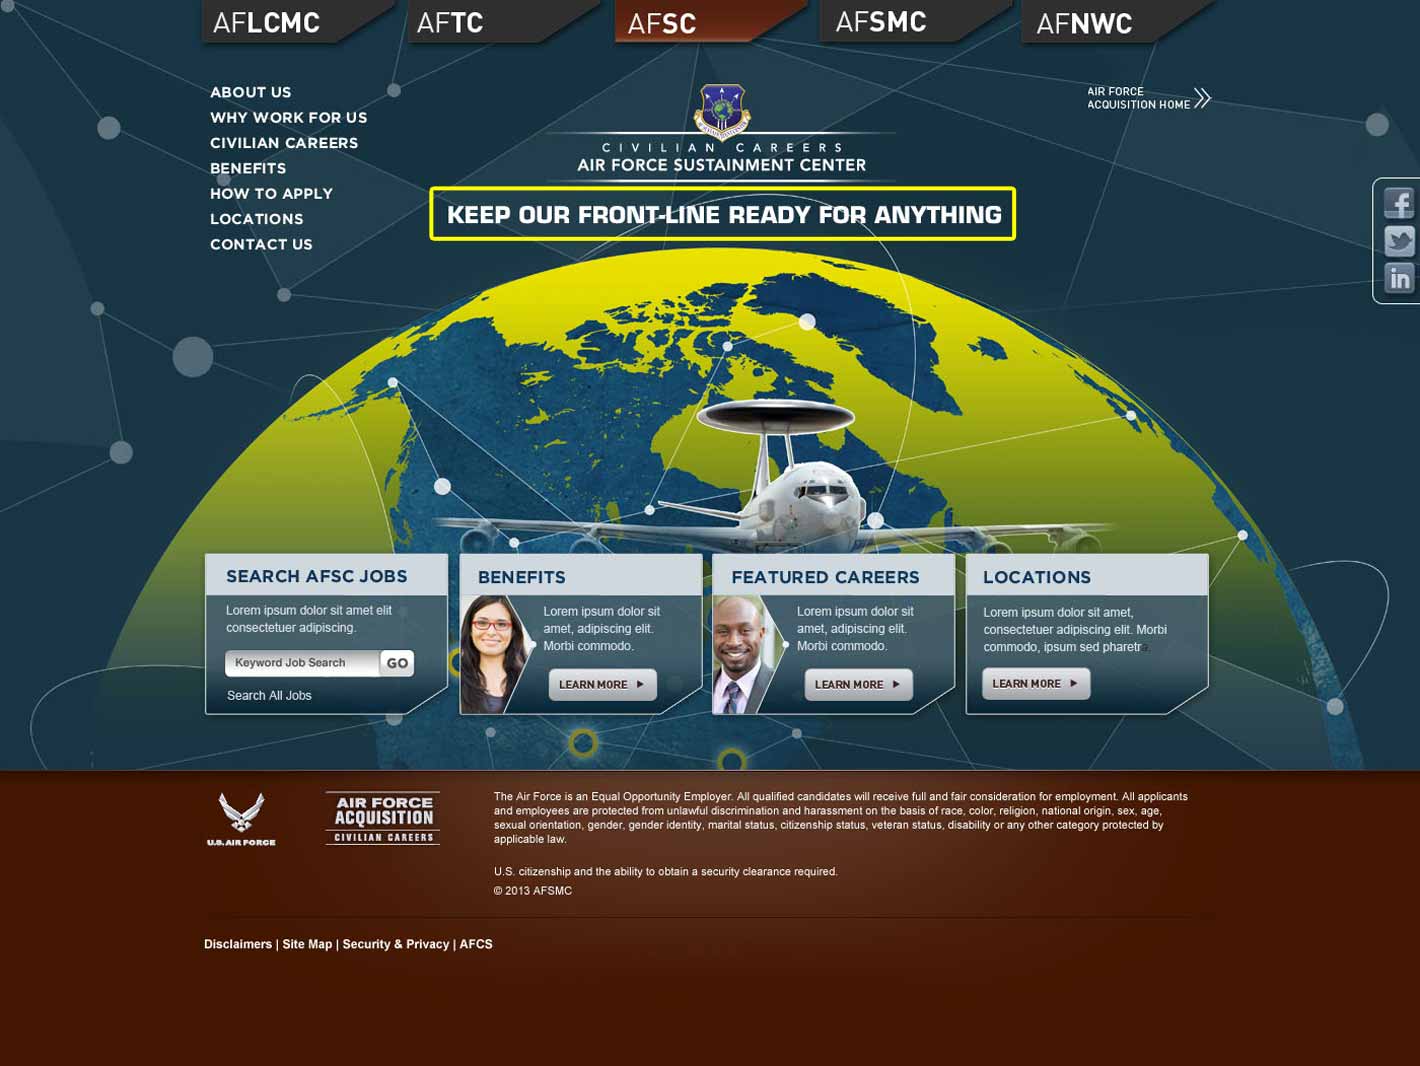 AFLCMC
AFTC
AFSC
AFSMC
AFNWC
ABOUT US
WHY WORK FOR US
CIVILIAN CAREERS
BENEFITS
HOW TO APPLY
LOCATIONS
CONTACT US
CIVILIAN CAREERS
AIR FORCE SUSTAINMENT CENTER
KEEP OUR FRONT-LINE READY FOR ANYTHING
AIR FORCE
ACQUISITION HOME
f
in
SEARCH AFSC JOBS
Lorem ipsum dolor sit amet elit
consectetuer adipiscing.
Keyword Job Search GO
Search All Jobs
BENEFITS
Lorem ipsum dolor sit
amet, adipiscing elit.
Morbi commodo.
LEARN MORE
FEATURED CAREERS
Lorem ipsum dolor sit
amet, adipiscing elit.
Morbi commodo.
LEARN MORE
LOCATIONS
Lorem ipsum dolor sit amet,
consectetuer adipiscing elit. Morbi
commodo, ipsum sed pharetra.
LEARN MORE
U.S. AIR FORCE
AIR FORCE
ACQUISITION
CIVILIAN CAREERS
The Air Force is an Equal Opportunity Employer. All qualified candidates will receive full and fair consideration for employment. All applicants
and employees are protected from unlawful discrimination and harassment on the basis of race, color, religion, national origin, sex, age,
sexual orientation, gender, gender identity, marital status, citizenship status, veteran status, disability or any other category protected by
applicable law.
U.S. citizenship and the ability to obtain a security clearance required.
© 2013 AFSMC
Disclaimers | Site Map | Security & Privacy | AFCS